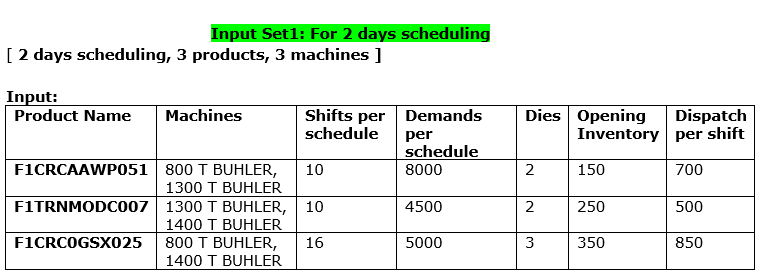 Input Set1: For 2 days scheduling
[ 2 days scheduling, 3 products, 3 machines ]
Input:
Product Name Machines Shifts per schedule Demands per schedule Dies Opening Inventory Dispatch per shift
F1CRCAAWP051 800 T BUHLER, 1300 T BUHLER 10 8000 2 150 700
F1TRNMODC007 1300 T BUHLER, 1400 T BUHLER 10 4500 2 250 500
F1CRC0GSX025 800 T BUHLER, 1400 T BUHLER 16 5000 3 350 850